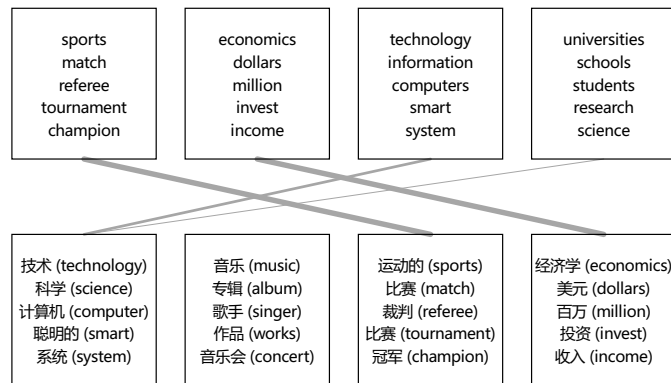 sports
match
referee
tournament
champion
economics
dollars
million
invest
income
technology
information
computers
smart
system
universities
schools
students
research
science
技术 (technology)
科学 (science)
计算机 (computer)
聪明的 (smart)
系统 (system)
音乐 (music)
专辑 (album)
歌手 (singer)
作品 (works)
音乐会 (concert)
运动的 (sports)
比赛 (match)
裁判 (referee)
比赛 (tournament)
冠军 (champion)
经济学 (economics)
美元 (dollars)
百万 (million)
投资 (invest)
收入 (income)